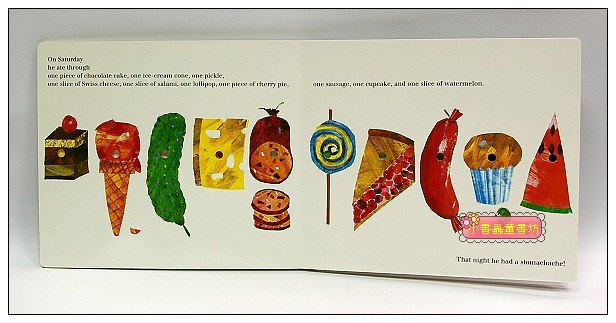 On Saturday
he ate through
one piece of chocolate cake, one ice-cream cone, one pickle,
one slice of Swiss cheese, one slice of salami, one lollipop, one piece of cherry pie,
one sausage, one cupcake, and one slice of watermelon.
小書蟲童書坊
That night he had a stomachache!